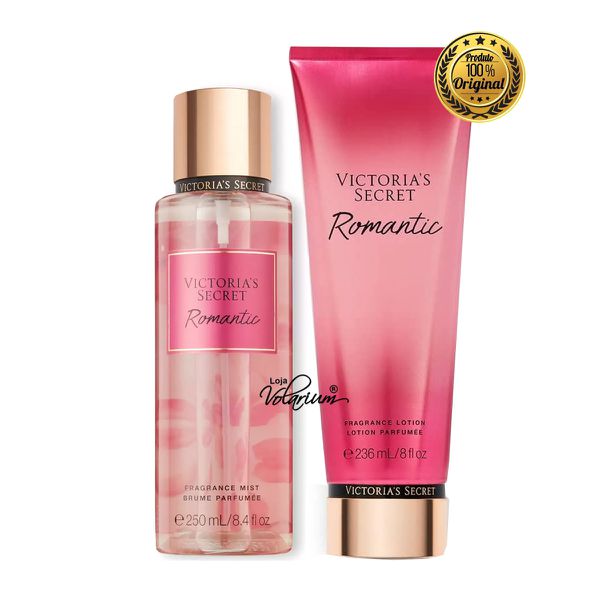 Produto
100%
Original
VICTORIA'S SECRET
VICTORIA'S
SECRET
Romantic
FRAGRANCE MIST
BRUME PARFUMÉE
℮ 250 mL/8.4 fl oz
Loja
Volarium®
VICTORIA'S
SECRET
Romantic
FRAGRANCE LOTION
LOTION PARFUMÉE
℮ 236 mL/8 fl oz
VICTORIA'S SECRET